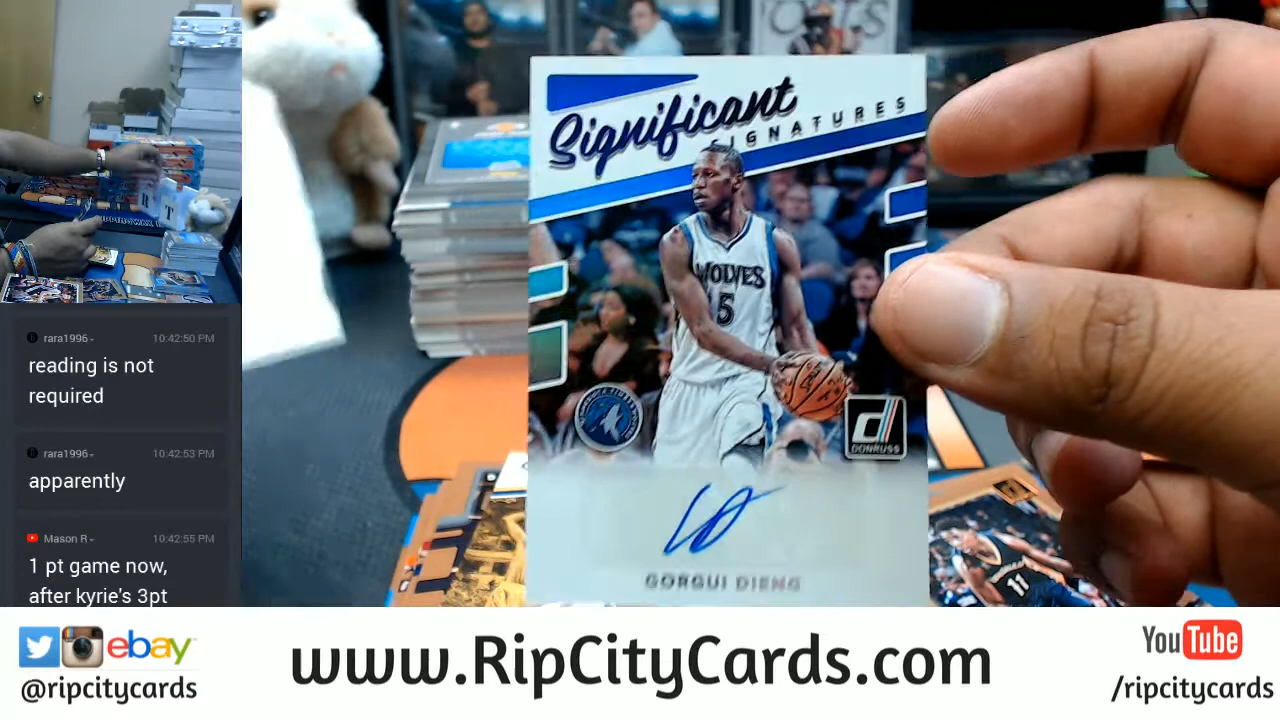 Significant
SIGNATURES
WOLVES
5
DONRUSS
GORGUI DIENG
11
R T
rara1996
10:42:50 PM
reading is not
required
rara1996
10:42:53 PM
apparently
Mason R
10:42:55 PM
1 pt game now,
after kyrie's 3pt
ebay
@ripcitycards
www.RipCityCards.com
YouTube
/ripcitycards